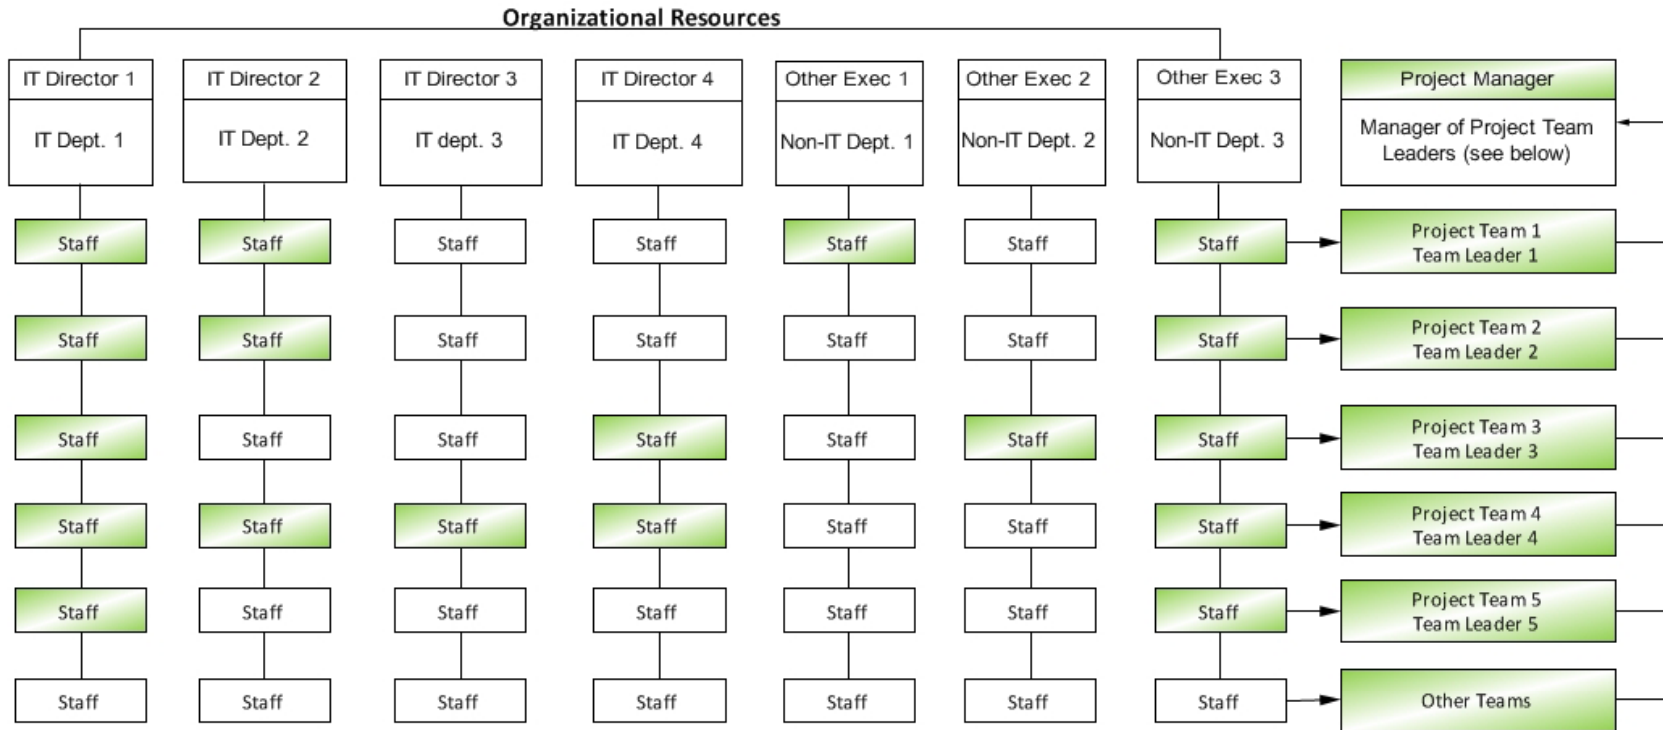 Organizational Resources
IT Director 1
IT Director 2
IT Director 3
IT Director 4
Other Exec 1
Other Exec 2
Other Exec 3
Project Manager
IT Dept. 1
IT Dept. 2
IT dept. 3
IT Dept. 4
Non-IT Dept. 1
Non-IT Dept. 2
Non-IT Dept. 3
Manager of Project Team
Leaders (see below)
Staff
Staff
Staff
Staff
Staff
Staff
Staff
Project Team 1
Team Leader 1
Staff
Staff
Staff
Staff
Staff
Staff
Staff
Project Team 2
Team Leader 2
Staff
Staff
Staff
Staff
Staff
Staff
Staff
Project Team 3
Team Leader 3
Staff
Staff
Staff
Staff
Staff
Staff
Staff
Project Team 4
Team Leader 4
Staff
Staff
Staff
Staff
Staff
Staff
Staff
Project Team 5
Team Leader 5
Staff
Staff
Staff
Staff
Staff
Staff
Staff
Other Teams